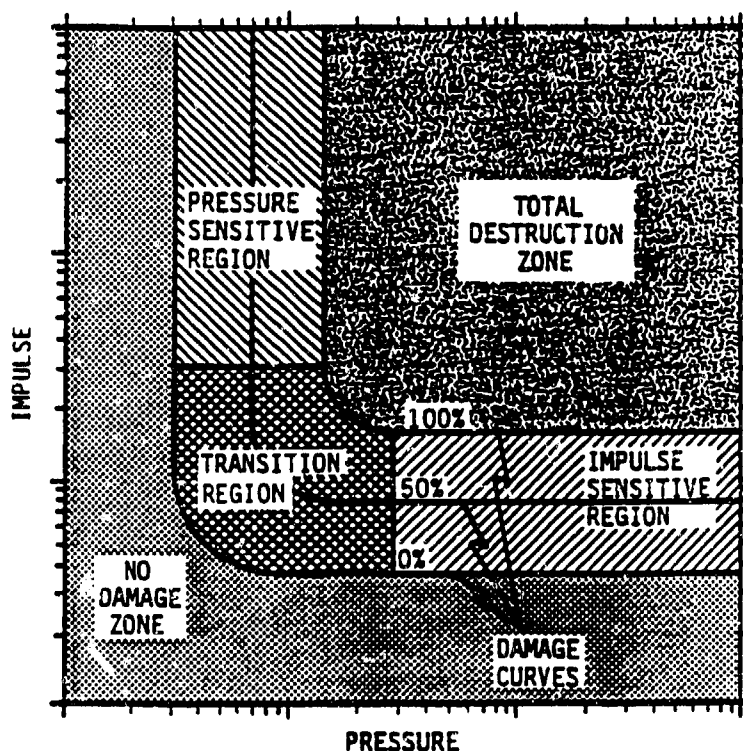 PRESSURE
SENSITIVE
REGION
TOTAL
DESTRUCTION
ZONE
IMPULSE
100%
TRANSITION
REGION
50%
IMPULSE
SENSITIVE
REGION
0%
NO
DAMAGE
ZONE
DAMAGE
CURVES
PRESSURE